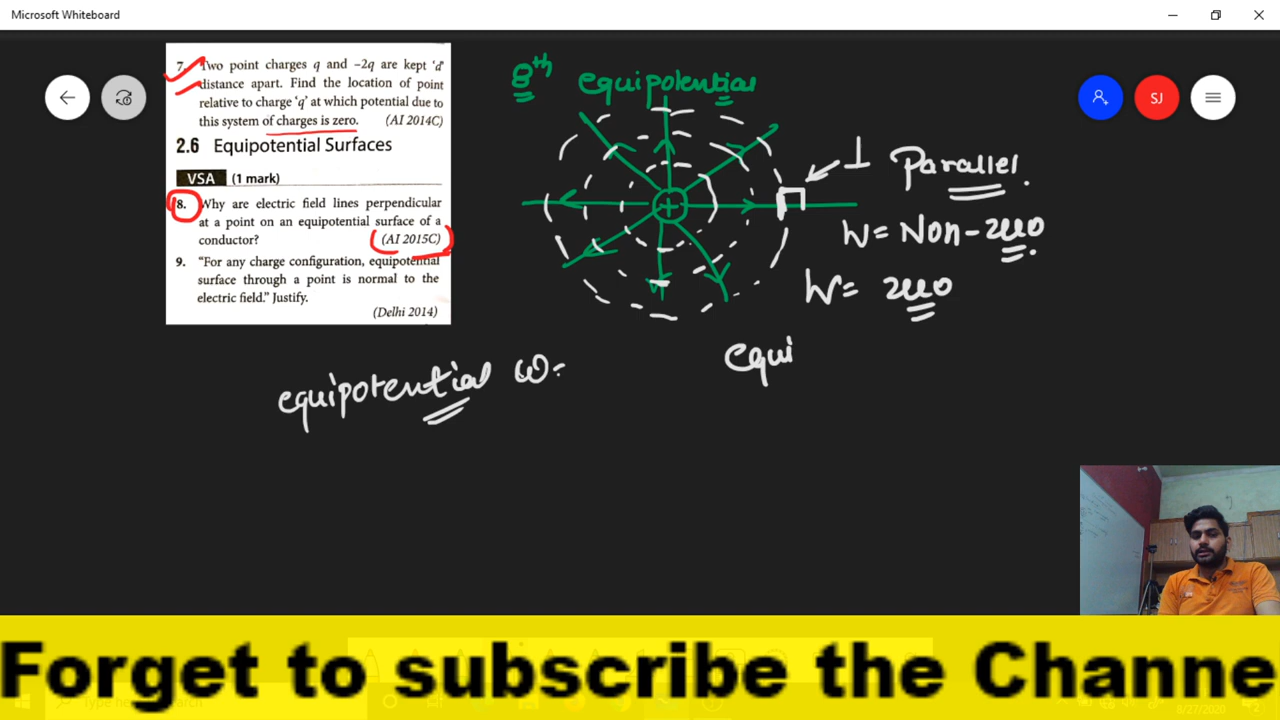 Microsoft Whiteboard
7. Two point charges q and –2q are kept ‘d’
distance apart. Find the location of point
relative to charge ‘q’ at which potential due to
this system of charges is zero. (AI 2014C)
2.6 Equipotential Surfaces
VSA (1 mark)
8. Why are electric field lines perpendicular
at a point on an equipotential surface of a
conductor? (AI 2015C)
9. “For any charge configuration, equipotential
surface through a point is normal to the
electric field.” Justify.
(Delhi 2014)
8th equipotential
SJ
⊥ Parallel.
W = Non-zero
W = zero
+
equi
equipotential W=
Forget to subscribe the Channe
8/27/2020